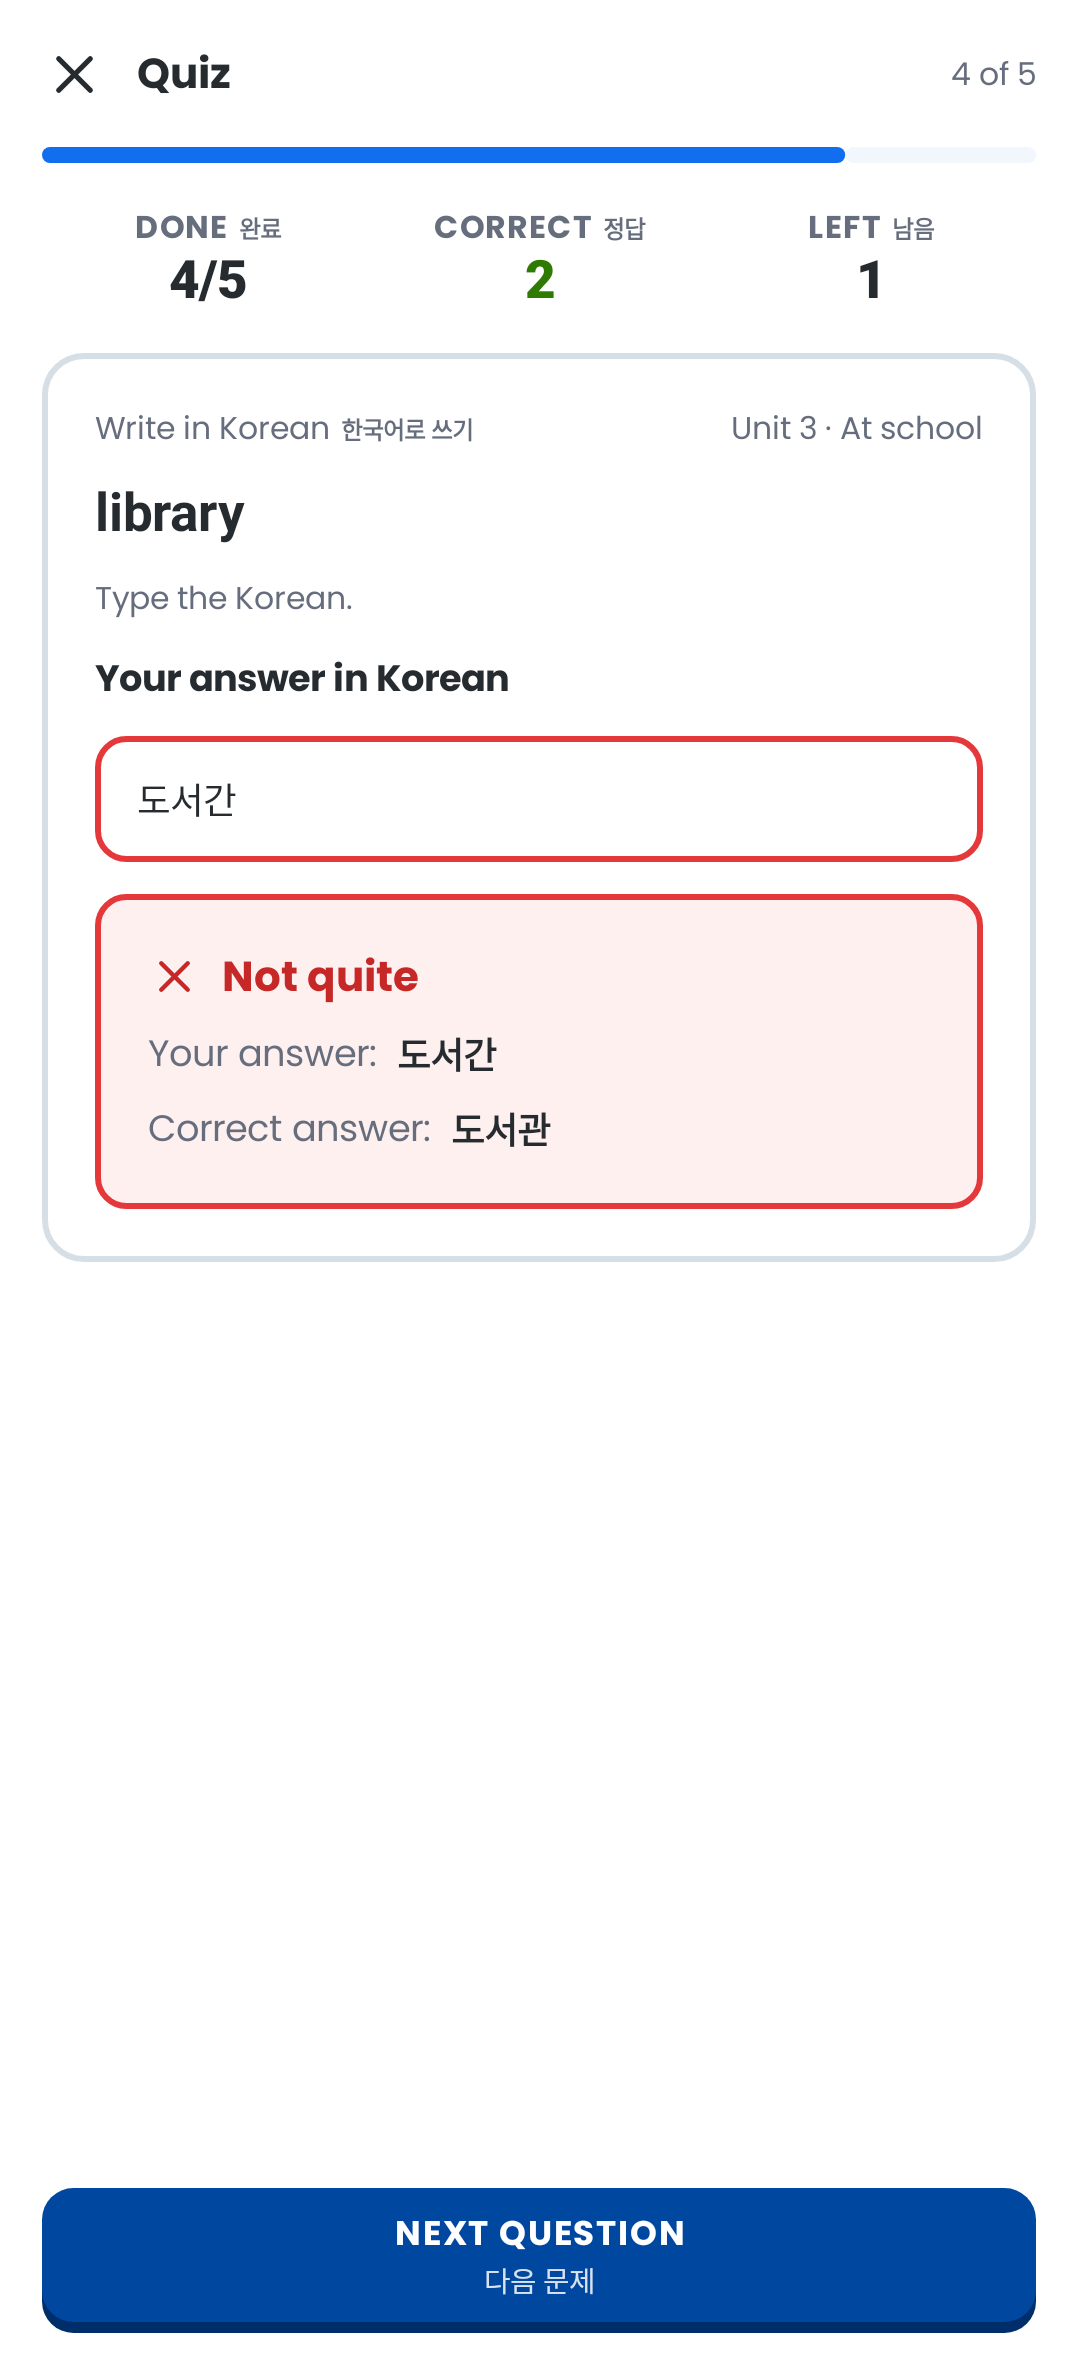 Quiz
4 of 5
DONE 완료
4/5
CORRECT 정답
2
LEFT 남음
1
Write in Korean 한국어로 쓰기
Unit 3 · At school
library
Type the Korean.
Your answer in Korean
도서간
Not quite
Your answer: 도서간
Correct answer: 도서관
NEXT QUESTION
다음 문제